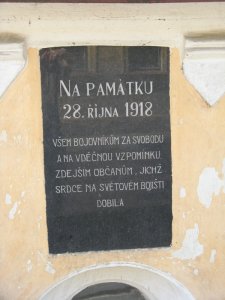 NA PAMÁTKU
28. ŘÍJNA 1918
VŠEM BOJOVNÍKŮM ZA SVOBODU
A NA VDĚČNOU VZPOMÍNKU
ZDEJŠÍM OBČANŮM, JICHŽ
SRDCE NA SVĚTOVÉM BOJIŠTI
DOBILA